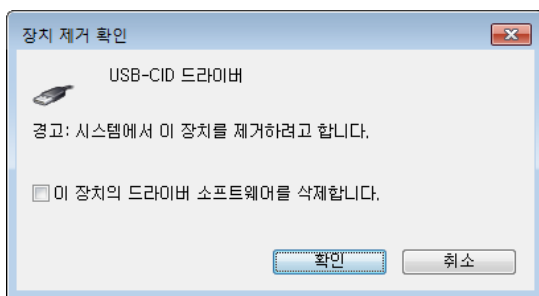 장치 제거 확인
USB-CID 드라이버
경고: 시스템에서 이 장치를 제거하려고 합니다.
이 장치의 드라이버 소프트웨어를 삭제합니다.
확인 취소